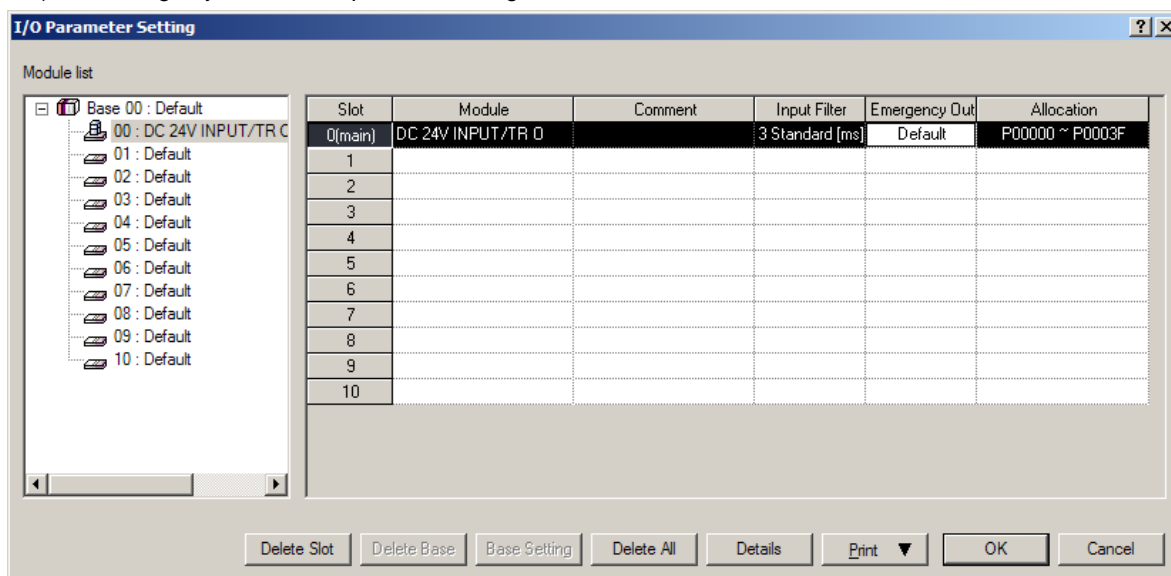 I/O Parameter Setting
Module list
Base 00 : Default
00 : DC 24V INPUT/TR C
01 : Default
02 : Default
03 : Default
04 : Default
05 : Default
06 : Default
07 : Default
08 : Default
09 : Default
10 : Default
Slot Module Comment Input Filter Emergency Out Allocation
0(main) DC 24V INPUT/TR O 3 Standard [ms] Default P00000 ~ P0003F
1
2
3
4
5
6
7
8
9
10
Delete Slot Delete Base Base Setting Delete All Details Print ▼ OK Cancel